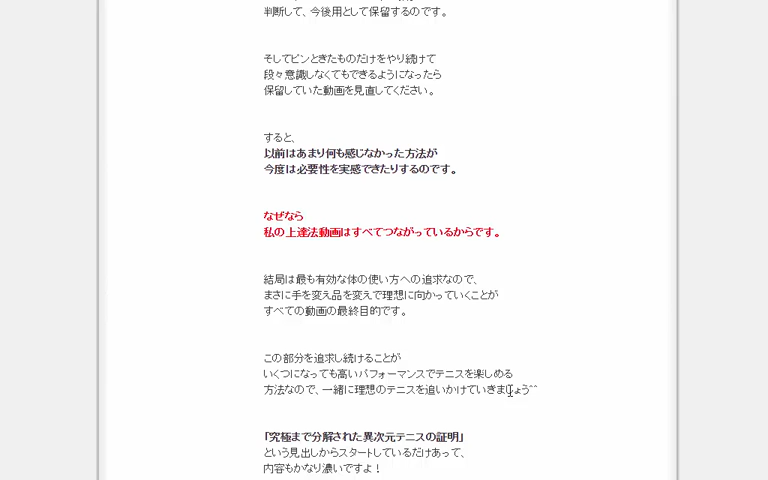 判断して、今後用として保留するのです。
そしてピンときたものだけをやり続けて
段々意識しなくてもできるようになったら
保留していた動画を見直してください。
すると、
以前はあまり何も感じなかった方法が
今度は必要性を実感できたりするのです。
なぜなら
私の上達法動画はすべてつながっているからです。
結局は最も有効な体の使い方への追求なので、
まさに手を変え品を変えで理想に向かっていくことが
すべての動画の最終目的です。
この部分を追求し続けることが
いくつになっても高いパフォーマンスでテニスを楽しめる
方法なので、一緒に理想のテニスを追いかけていきましょう^^
「究極まで分解された異次元テニスの証明」
という見出しからスタートしているだけあって、
内容もかなり濃いですよ！